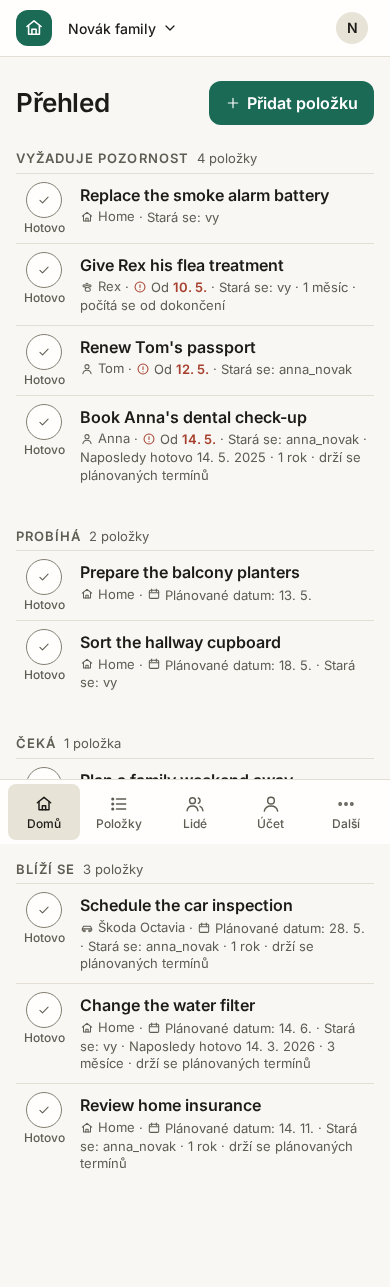 Novák family
N
Přehled
Přidat položku
VYŽADUJE POZORNOST 4 položky
Replace the smoke alarm battery
Home · Stará se: vy
Hotovo
Give Rex his flea treatment
Rex · Od 10. 5. · Stará se: vy · 1 měsíc ·
počítá se od dokončení
Hotovo
Renew Tom's passport
Tom · Od 12. 5. · Stará se: anna_novak
Hotovo
Book Anna's dental check-up
Anna · Od 14. 5. · Stará se: anna_novak ·
Naposledy hotovo 14. 5. 2025 · 1 rok · drží se
plánovaných termínů
Hotovo
PROBÍHÁ 2 položky
Prepare the balcony planters
Home · Plánované datum: 13. 5.
Hotovo
Sort the hallway cupboard
Home · Plánované datum: 18. 5. · Stará
se: vy
Hotovo
ČEKÁ 1 položka
Plan a family weekend away
Domů
Položky
Lidé
Účet
Další
BLÍŽÍ SE 3 položky
Schedule the car inspection
Škoda Octavia · Plánované datum: 28. 5.
· Stará se: anna_novak · 1 rok · drží se
plánovaných termínů
Hotovo
Change the water filter
Home · Plánované datum: 14. 6. · Stará
se: vy · Naposledy hotovo 14. 3. 2026 · 3
měsíce · drží se plánovaných termínů
Hotovo
Review home insurance
Home · Plánované datum: 14. 11. · Stará
se: anna_novak · 1 rok · drží se plánovaných
termínů
Hotovo